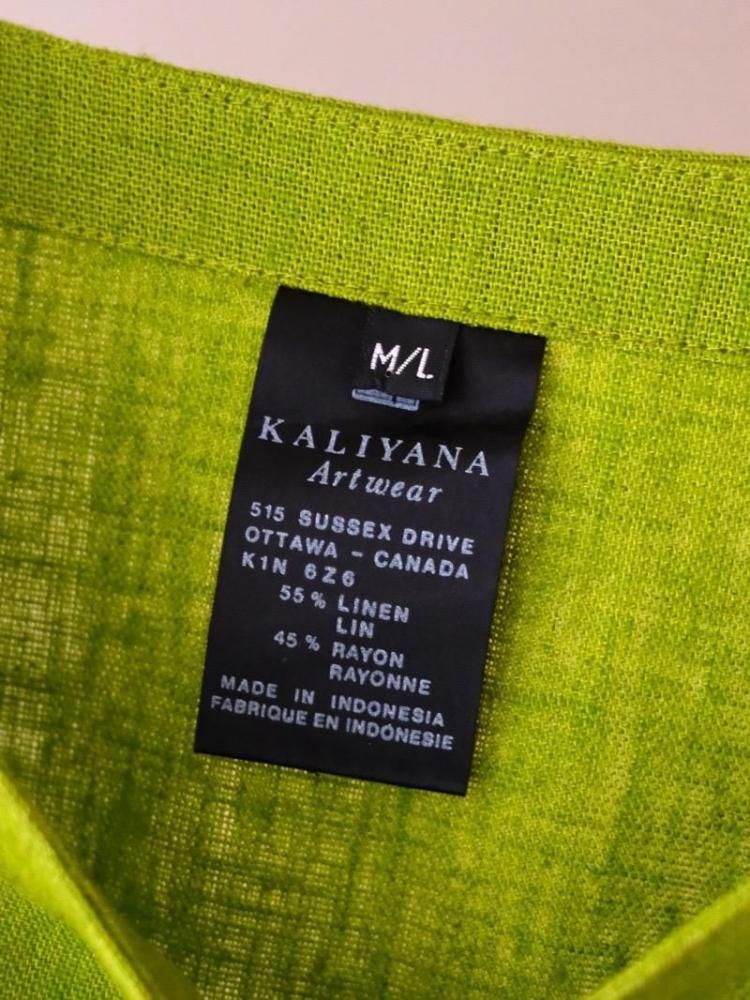 M/L
KALIYANA
Artwear
515 SUSSEX DRIVE
OTTAWA - CANADA
K1N 6Z6
55% LINEN
LIN
45% RAYON
RAYONNE
MADE IN INDONESIA
FABRIQUE EN INDONÉSIE